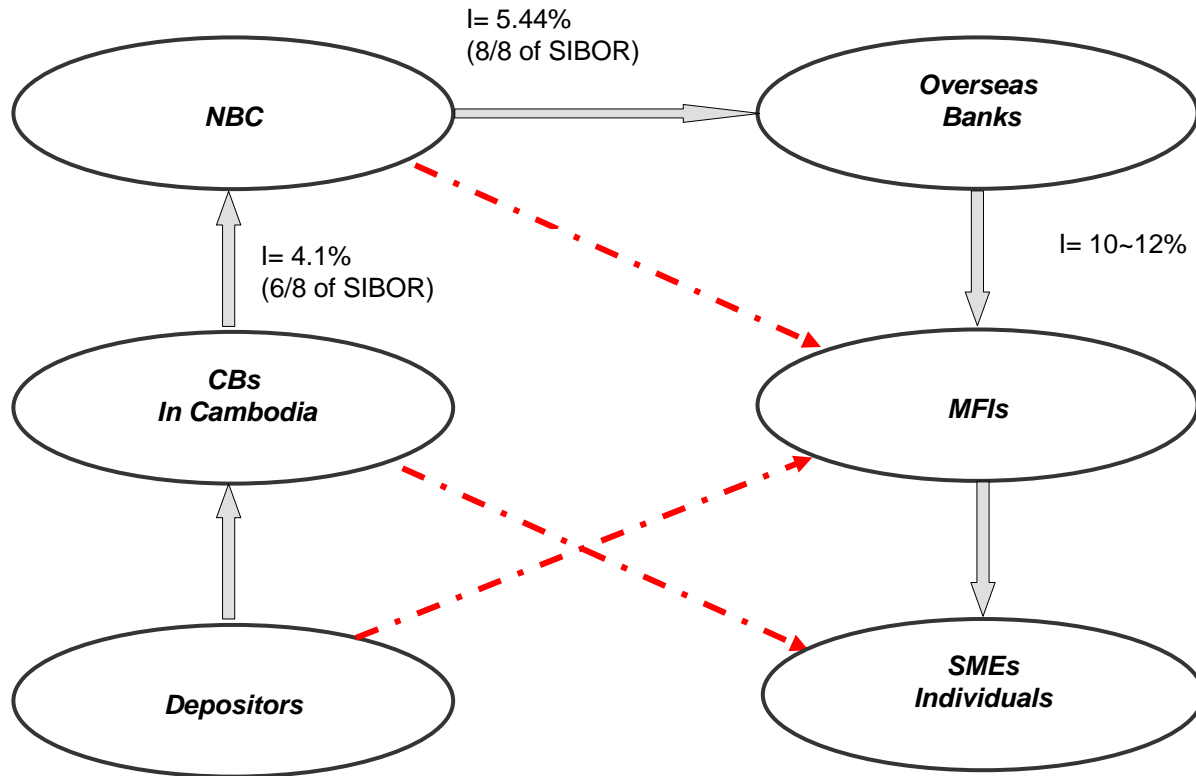 I= 5.44%
(8/8 of SIBOR)
NBC
Overseas
Banks
I= 4.1%
(6/8 of SIBOR)
I= 10~12%
CBs
In Cambodia
MFIs
Depositors
SMEs
Individuals